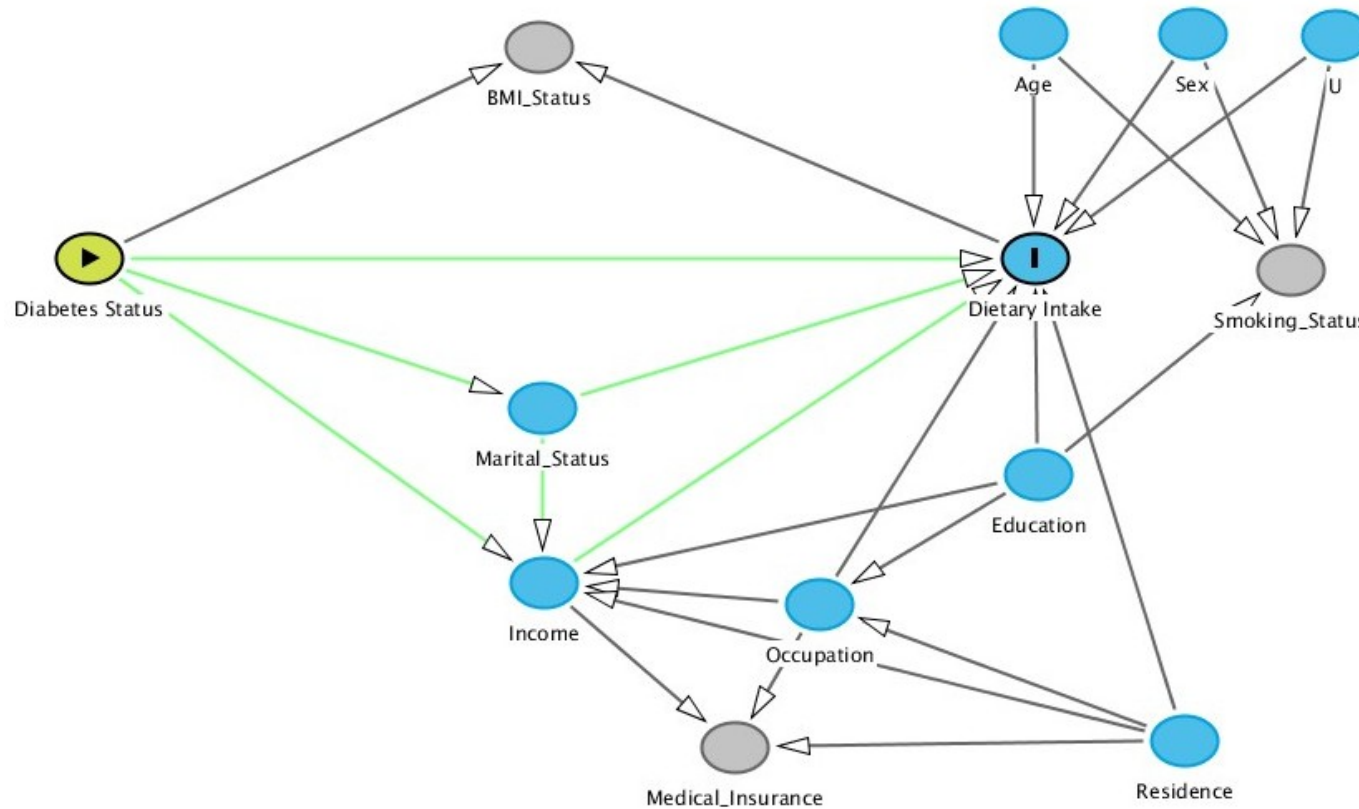 Age
Sex
U
BMI_Status
Diabetes Status
Dietary Intake
Smoking_Status
Marital_Status
Education
Income
Occupation
Medical_Insurance
Residence